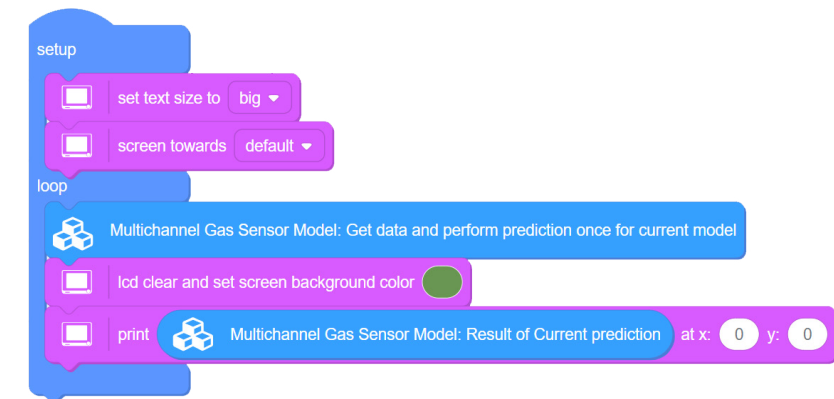 setup
set text size to big
screen towards default
loop
Multichannel Gas Sensor Model: Get data and perform prediction once for current model
lcd clear and set screen background color
print Multichannel Gas Sensor Model: Result of Current prediction at x: 0 y: 0